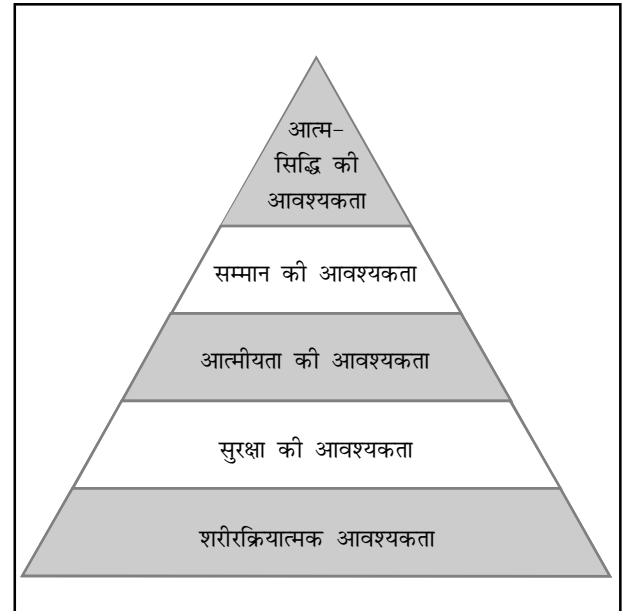 आत्म-
सिद्धि की
आवश्यकता
सम्मान की आवश्यकता
आत्मीयता की आवश्यकता
सुरक्षा की आवश्यकता
शरीरक्रियात्मक आवश्यकता